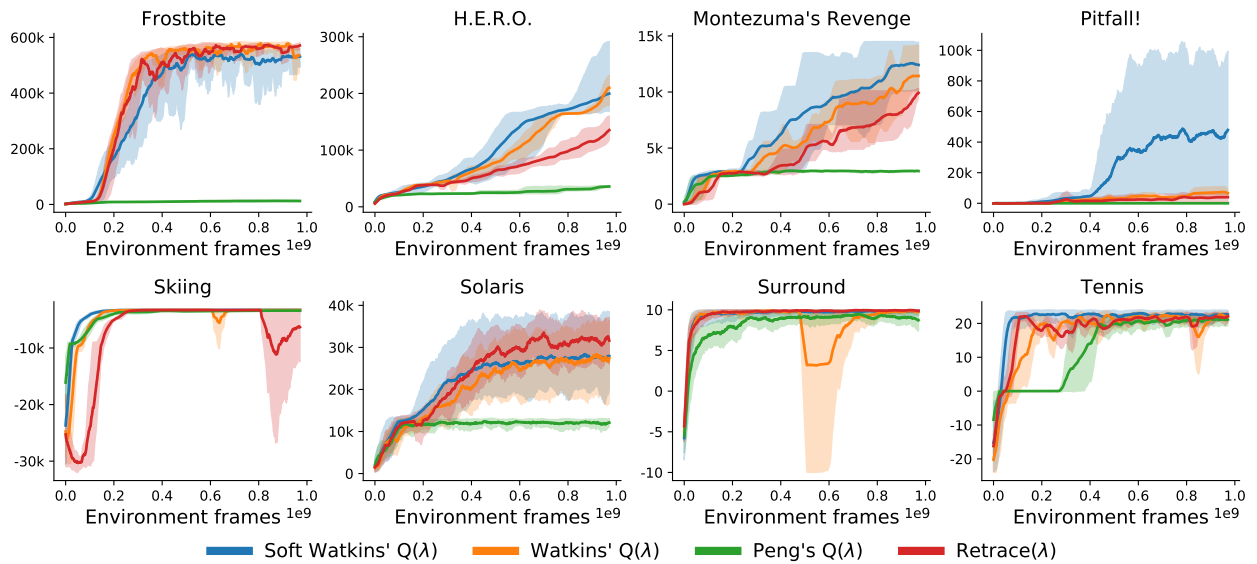 Frostbite
600k
400k
200k
0
0.0 0.2 0.4 0.6 0.8 1.0
Environment frames 1e9
H.E.R.O.
300k
200k
100k
0
0.0 0.2 0.4 0.6 0.8 1.0
Environment frames 1e9
Montezuma's Revenge
15k
10k
5k
0
0.0 0.2 0.4 0.6 0.8 1.0
Environment frames 1e9
Pitfall!
100k
80k
60k
40k
20k
0
0.0 0.2 0.4 0.6 0.8 1.0
Environment frames 1e9
Skiing
-10k
-20k
-30k
0.0 0.2 0.4 0.6 0.8 1.0
Environment frames 1e9
Solaris
40k
30k
20k
10k
0
0.0 0.2 0.4 0.6 0.8 1.0
Environment frames 1e9
Surround
10
5
0
-5
-10
0.0 0.2 0.4 0.6 0.8 1.0
Environment frames 1e9
Tennis
20
10
0
-10
-20
0.0 0.2 0.4 0.6 0.8 1.0
Environment frames 1e9
Soft Watkins' Q(λ) Watkins' Q(λ) Peng's Q(λ) Retrace(λ)